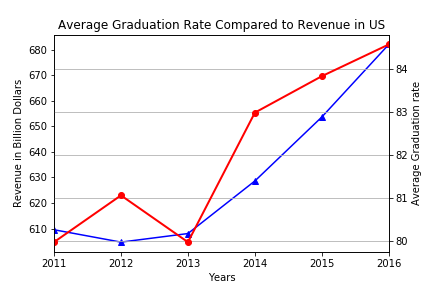 Average Graduation Rate Compared to Revenue in US
Revenue in Billion Dollars
680
670
660
650
640
630
620
610
84
83
82
81
80
Average Graduation rate
2011 2012 2013 2014 2015 2016
Years